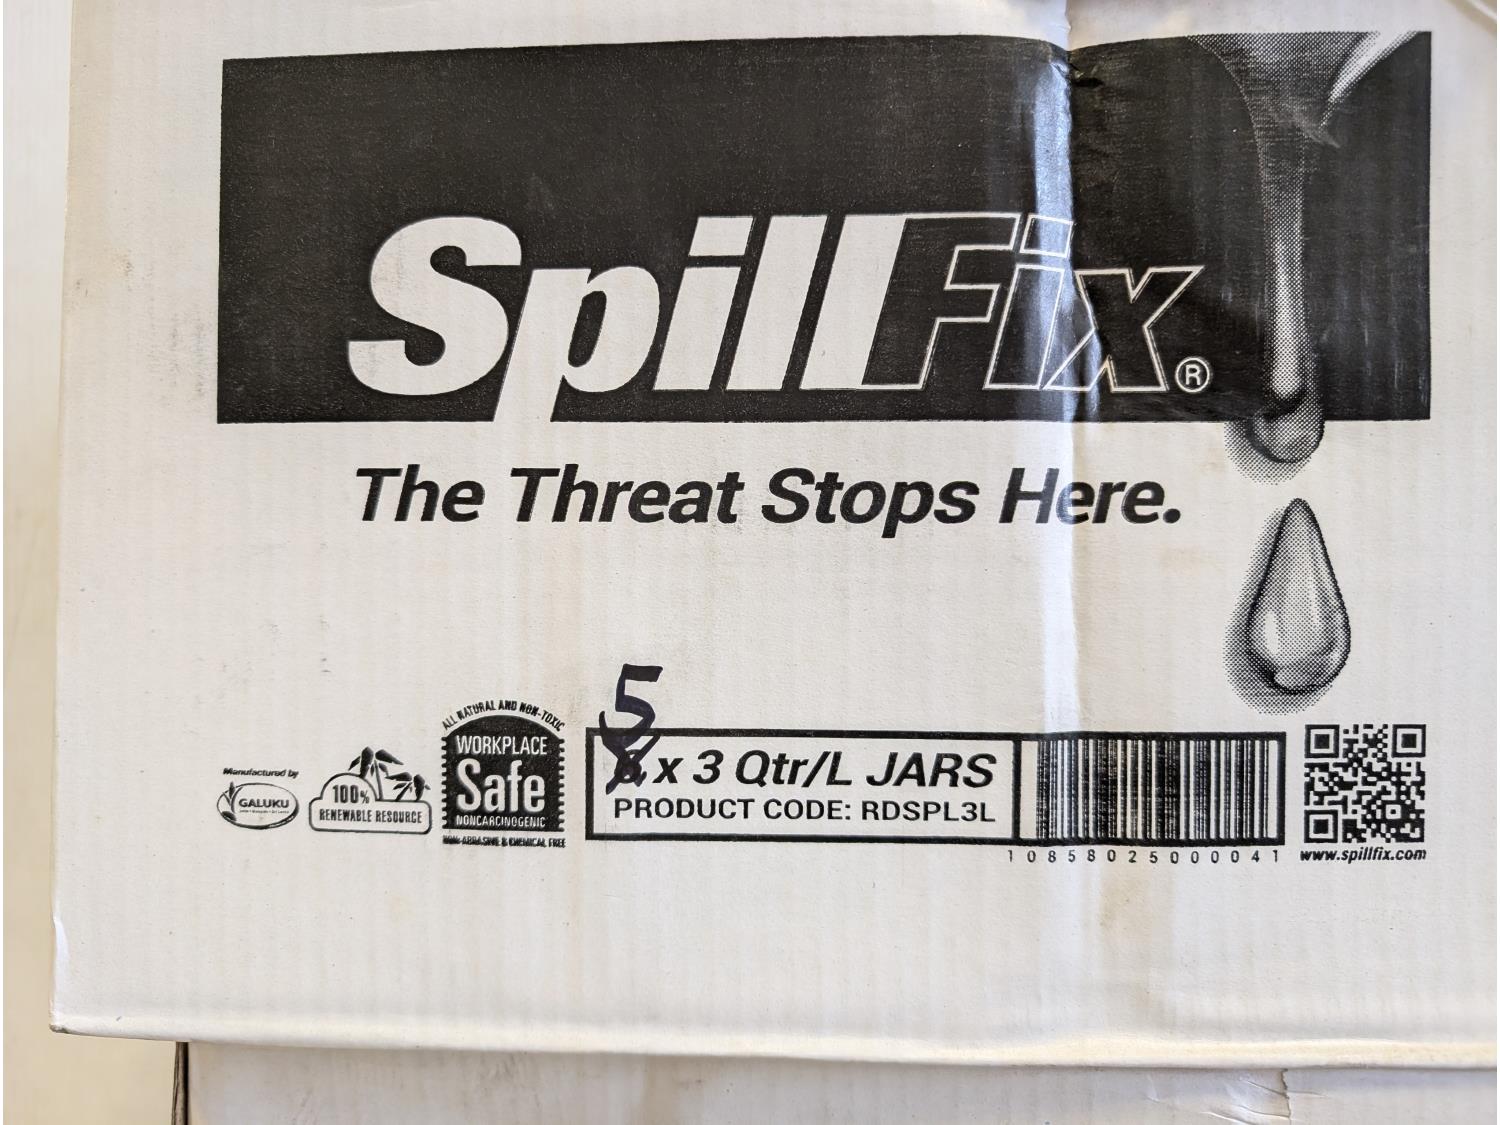 SpillFix®
The Threat Stops Here.
5
x 3 Qtr/L JARS
PRODUCT CODE: RDSPL3L
10858025000041
www.spillfix.com
ALL NATURAL AND NON-TOXIC
WORKPLACE
Safe
NONCARCINOGENIC
NON-ABRASIVE & CHEMICAL FREE
100%
RENEWABLE RESOURCE
Manufactured by
GALUKU